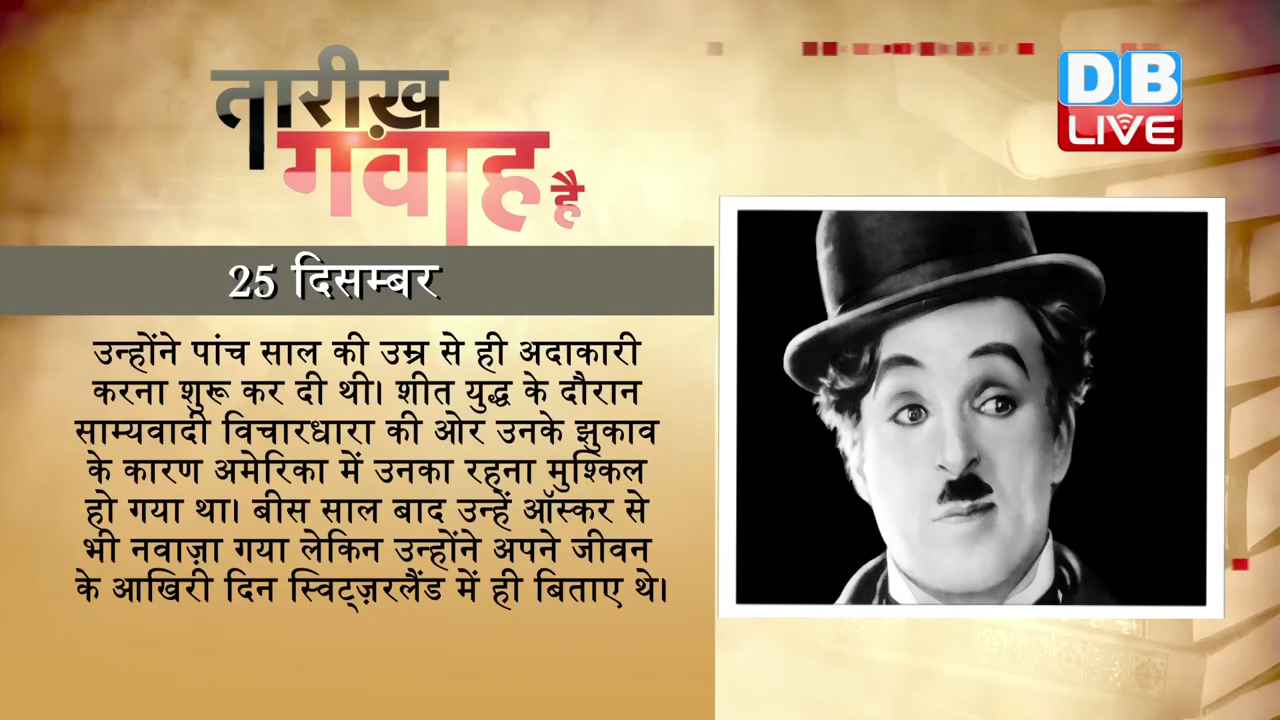 तारीख़
गवाह है
DB
LIVE
25 दिसम्बर
उन्होंने पांच साल की उम्र से ही अदाकारी
करना शुरू कर दी थी। शीत युद्ध के दौरान
साम्यवादी विचारधारा की ओर उनके झुकाव
के कारण अमेरिका में उनका रहना मुश्किल
हो गया था। बीस साल बाद उन्हें ऑस्कर से
भी नवाज़ा गया लेकिन उन्होंने अपने जीवन
के आखिरी दिन स्विट्ज़रलैंड में ही बिताए थे।